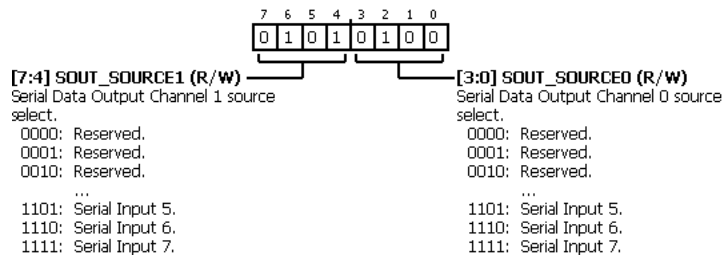 7 6 5 4 3 2 1 0
0 1 0 1 0 1 0 0
[7:4] SOUT_SOURCE1 (R/W)
Serial Data Output Channel 1 source
select.
0000: Reserved.
0001: Reserved.
0010: Reserved.
...
1101: Serial Input 5.
1110: Serial Input 6.
1111: Serial Input 7.
[3:0] SOUT_SOURCE0 (R/W)
Serial Data Output Channel 0 source
select.
0000: Reserved.
0001: Reserved.
0010: Reserved.
...
1101: Serial Input 5.
1110: Serial Input 6.
1111: Serial Input 7.